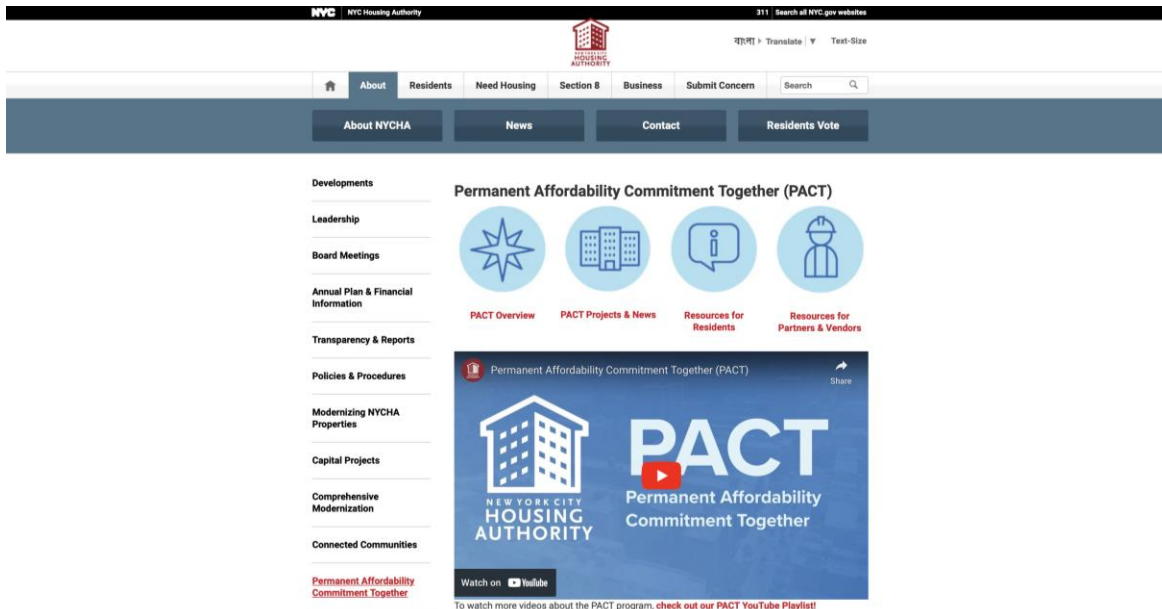 NYC NYC Housing Authority
311 Search all NYC.gov websites
NEW YORK CITY
HOUSING
AUTHORITY
বাংলা Translate Text-Size
About Residents Need Housing Section 8 Business Submit Concern Search
About NYCHA News Contact Residents Vote
Developments
Leadership
Board Meetings
Annual Plan & Financial
Information
Transparency & Reports
Policies & Procedures
Modernizing NYCHA
Properties
Capital Projects
Comprehensive
Modernization
Connected Communities
Permanent Affordability
Commitment Together
Permanent Affordability Commitment Together (PACT)
PACT Overview
PACT Projects & News
Resources for
Residents
Resources for
Partners & Vendors
Permanent Affordability Commitment Together (PACT)
Share
NEW YORK CITY
HOUSING
AUTHORITY
PACT
Permanent Affordability
Commitment Together
Watch on YouTube
To watch more videos about the PACT program, check out our PACT YouTube Playlist!